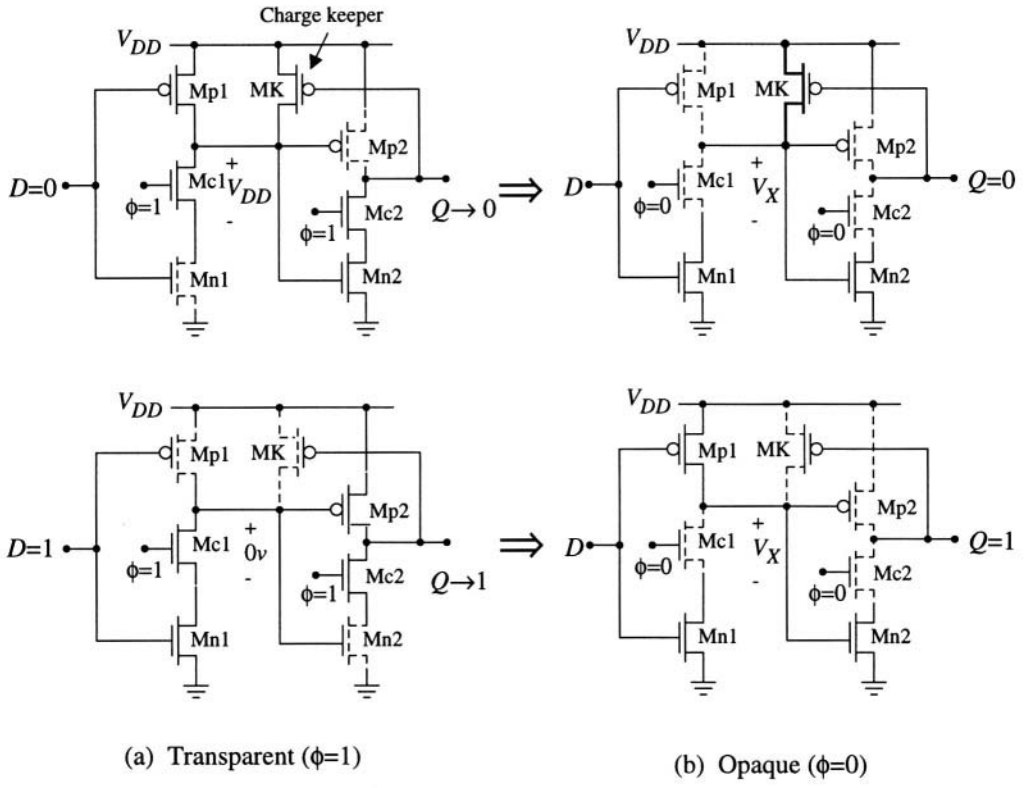 Charge keeper
V_DD
Mp1
MK
Mp2
D=0
Mc1
+
V_DD
-
ϕ=1
Mc2
Q→0
ϕ=1
Mn1
Mn2
⇒
V_DD
Mp1
MK
Mp2
D
Mc1
+
V_X
-
ϕ=0
Mc2
Q=0
ϕ=0
Mn1
Mn2
V_DD
Mp1
MK
Mp2
D=1
Mc1
+
0v
-
ϕ=1
Mc2
Q→1
ϕ=1
Mn1
Mn2
⇒
V_DD
Mp1
MK
Mp2
D
Mc1
+
V_X
-
ϕ=0
Mc2
Q=1
ϕ=0
Mn1
Mn2
(a) Transparent (ϕ=1)
(b) Opaque (ϕ=0)